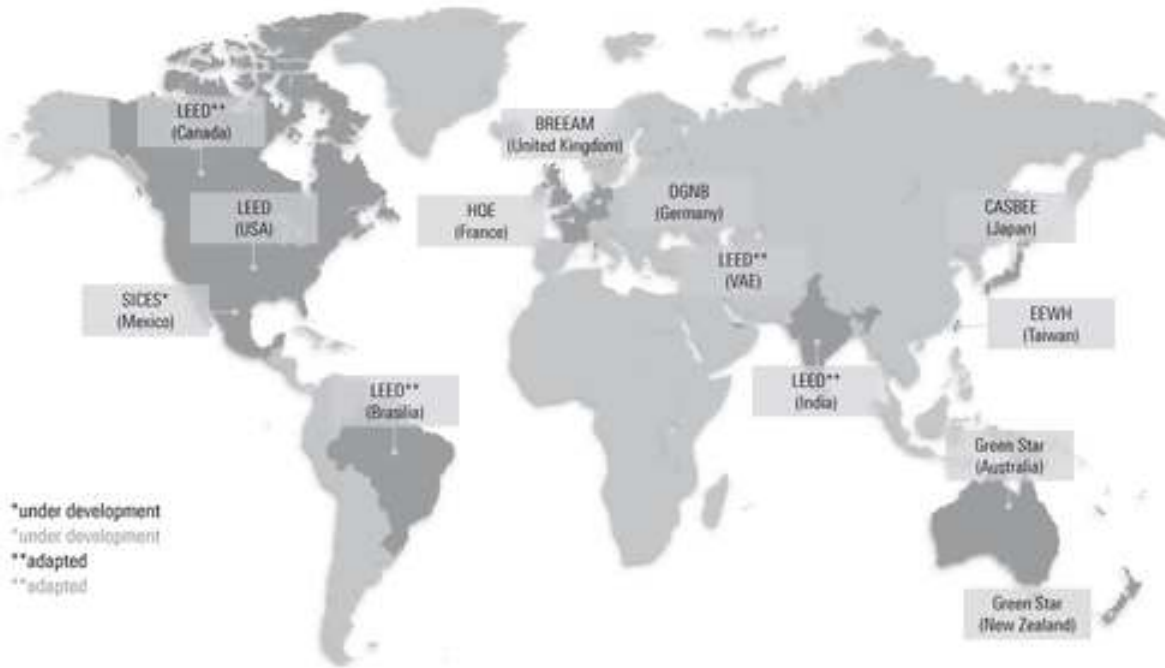 LEED**
(Canada)
BREEAM
(United Kingdom)
LEED
(USA)
HQE
(France)
DGNB
(Germany)
CASBEE
(Japan)
LEED**
(VAE)
SICES*
(Mexico)
EEWH
(Taiwan)
LEED**
(Brasilia)
LEED**
(India)
Green Star
(Australia)
*under development
*under development
**adapted
**adapted
Green Star
(New Zealand)